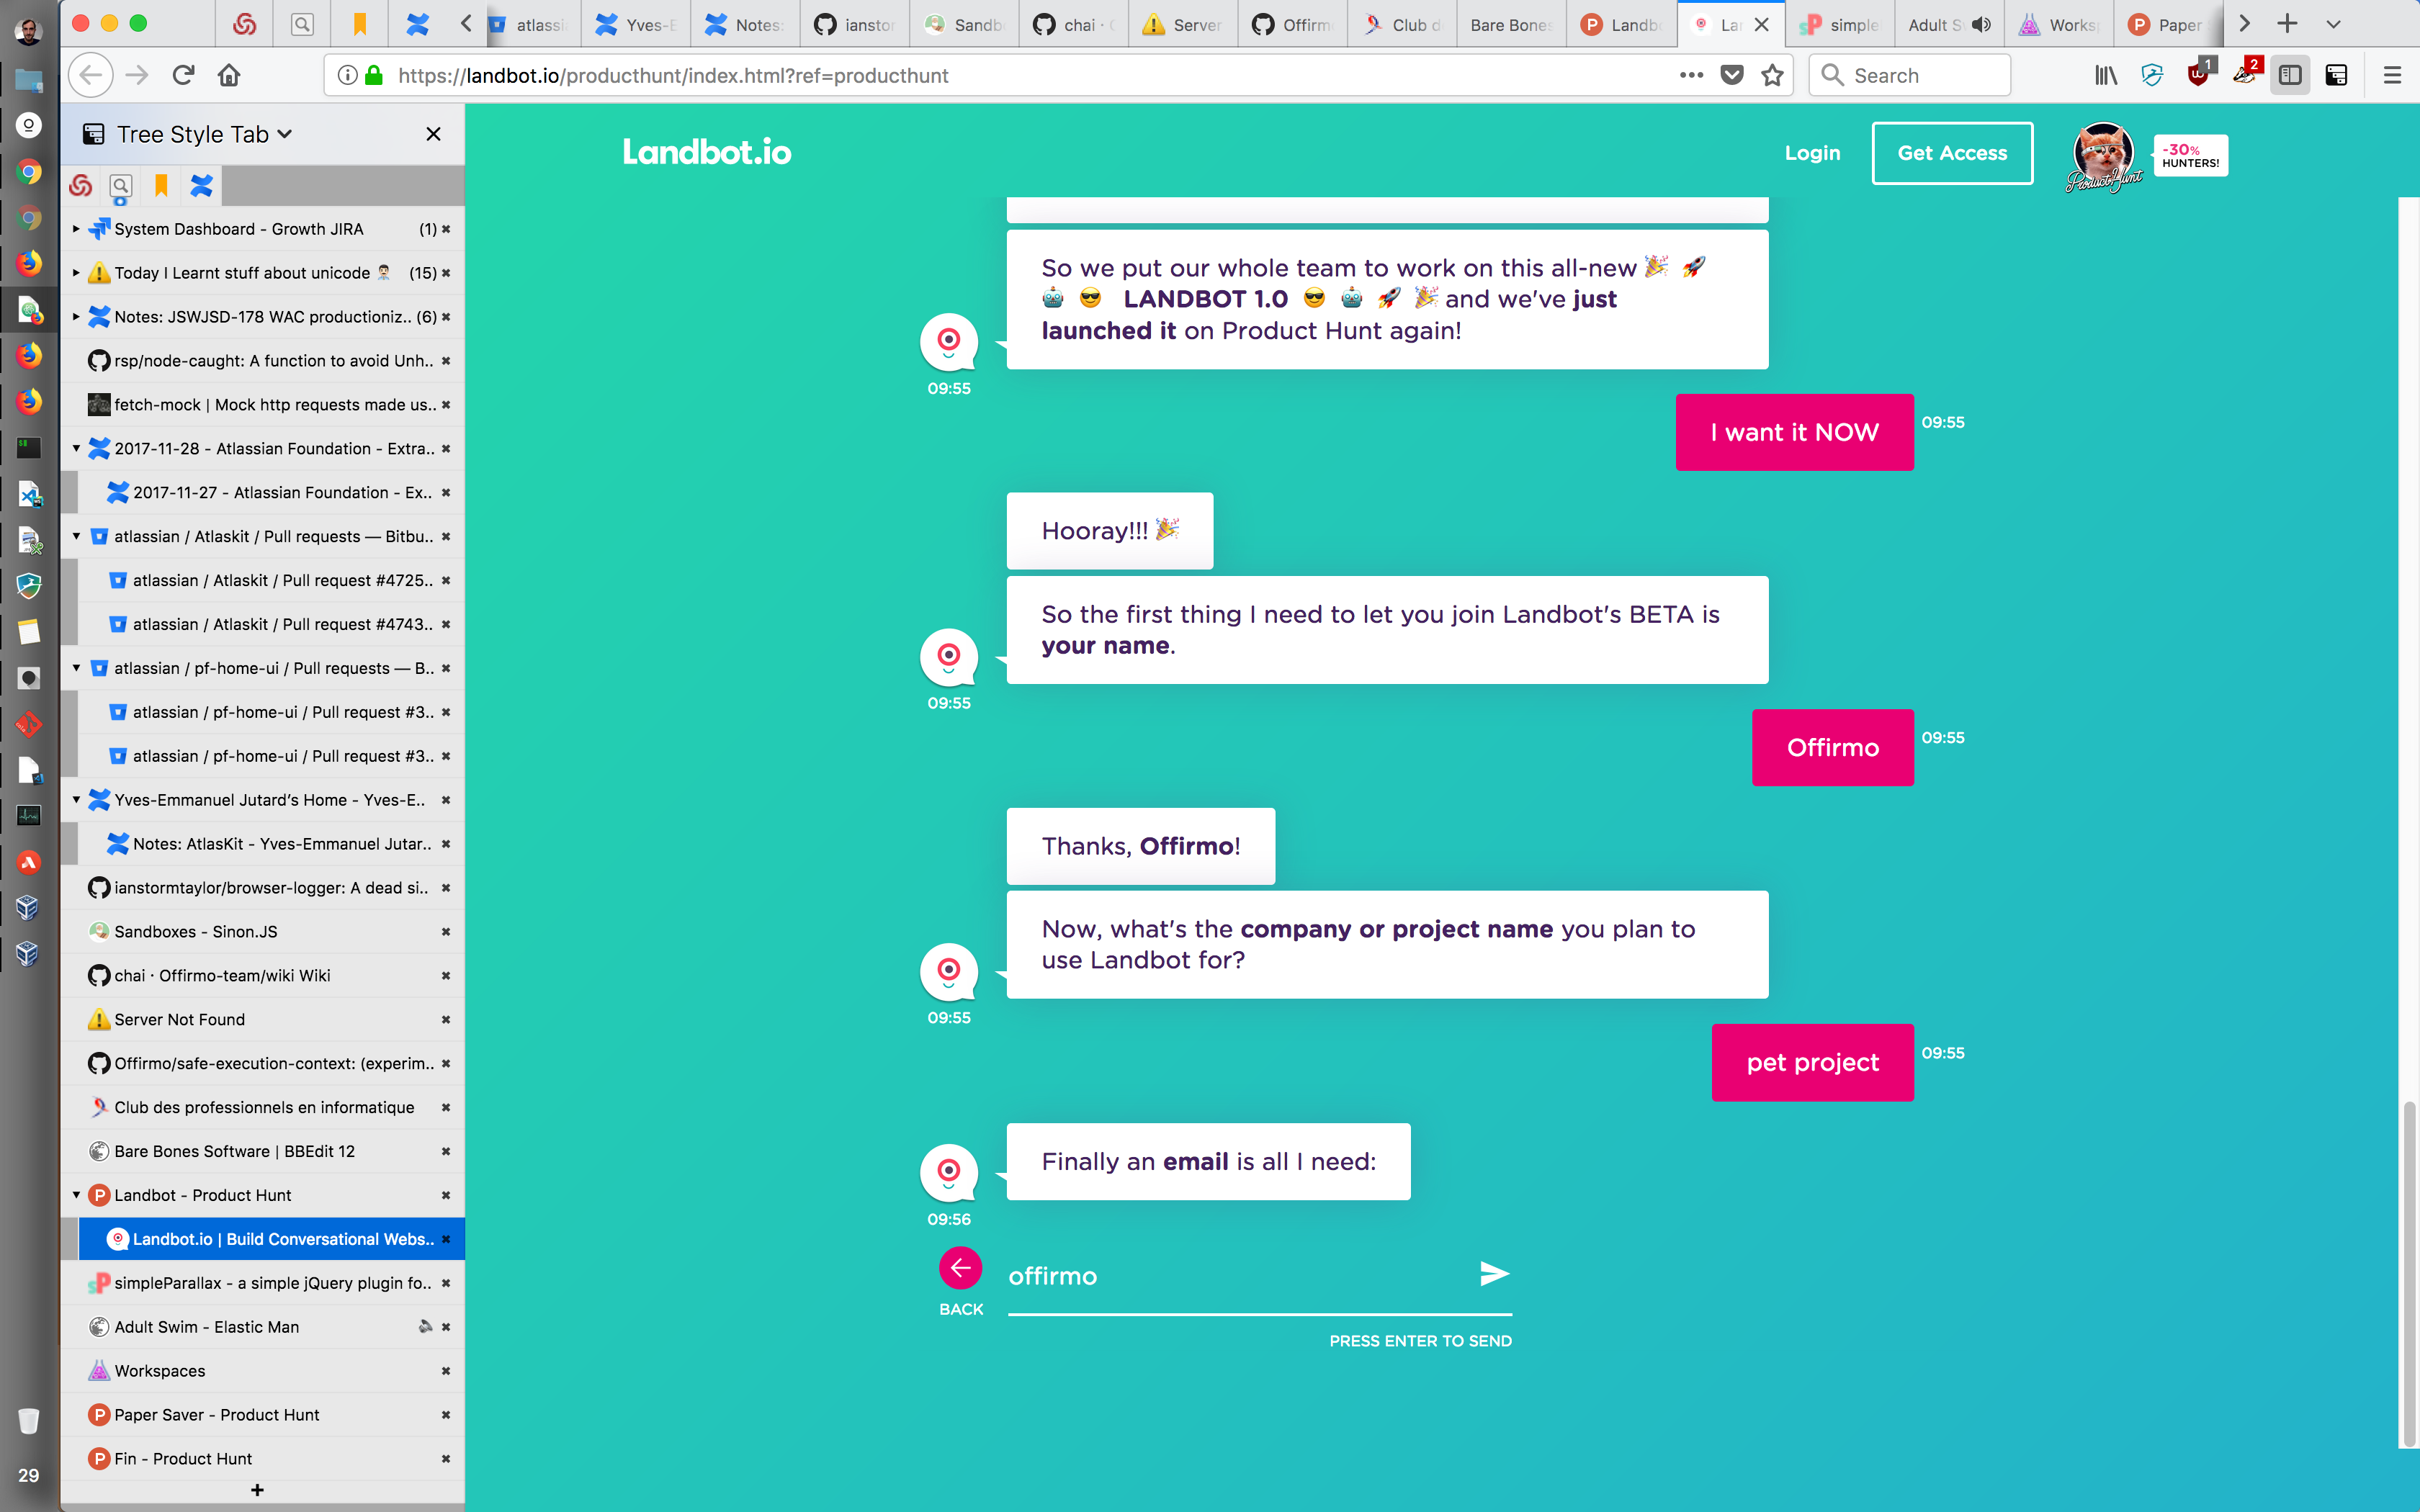 atlassi
Yves-E
Notes:
ianstor
Sandb
chai · 
Server
Offirm
Club d
Bare Bones
Landb
La
simple
Adult S
Works
Paper
https://landbot.io/producthunt/index.html?ref=producthunt
Search
1
2
Tree Style Tab
System Dashboard - Growth JIRA (1)
Today I Learnt stuff about unicode (15)
Notes: JSWJSD-178 WAC productioniz.. (6)
rsp/node-caught: A function to avoid Unh..
fetch-mock | Mock http requests made us..
2017-11-28 - Atlassian Foundation - Extra..
2017-11-27 - Atlassian Foundation - Ex..
atlassian / Atlaskit / Pull requests — Bitbu..
atlassian / Atlaskit / Pull request #4725..
atlassian / Atlaskit / Pull request #4743..
atlassian / pf-home-ui / Pull requests — B..
atlassian / pf-home-ui / Pull request #3..
atlassian / pf-home-ui / Pull request #3..
Yves-Emmanuel Jutard’s Home - Yves-E..
Notes: AtlasKit - Yves-Emmanuel Jutar..
ianstormtaylor/browser-logger: A dead si..
Sandboxes - Sinon.JS
chai · Offirmo-team/wiki Wiki
Server Not Found
Offirmo/safe-execution-context: (experim..
Club des professionnels en informatique
Bare Bones Software | BBEdit 12
Landbot - Product Hunt
Landbot.io | Build Conversational Webs..
simpleParallax - a simple jQuery plugin fo..
Adult Swim - Elastic Man
Workspaces
Paper Saver - Product Hunt
Fin - Product Hunt
29
Landbot.io
Login
Get Access
ProductHunt
-30%
HUNTERS!
So we put our whole team to work on this all-new 🎉 🚀
🤖 😎 LANDBOT 1.0 😎 🤖 🚀 🎉 and we've just
launched it on Product Hunt again!
09:55
I want it NOW
09:55
Hooray!!! 🎉
So the first thing I need to let you join Landbot's BETA is
your name.
09:55
Offirmo
09:55
Thanks, Offirmo!
Now, what's the company or project name you plan to
use Landbot for?
09:55
pet project
09:55
Finally an email is all I need:
09:56
offirmo
BACK
PRESS ENTER TO SEND